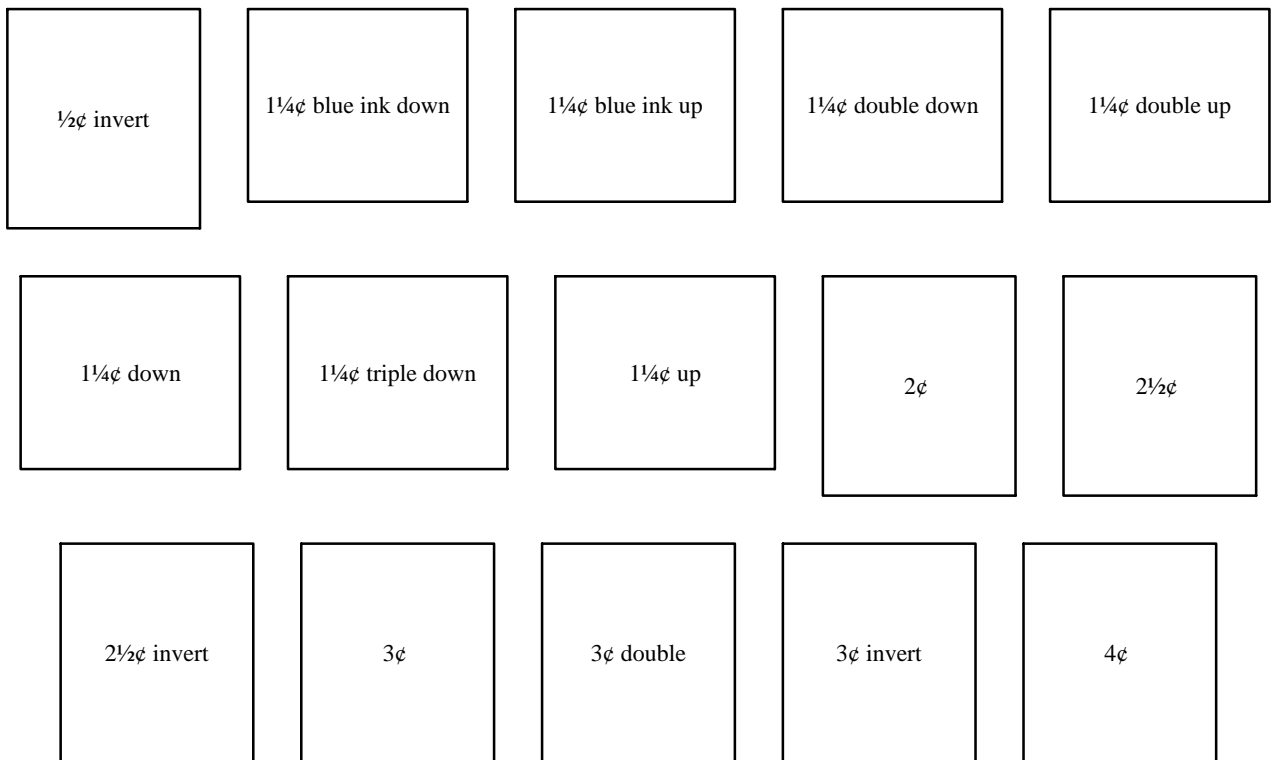 ½¢ invert
1¼¢ blue ink down
1¼¢ blue ink up
1¼¢ double down
1¼¢ double up
1¼¢ down
1¼¢ triple down
1¼¢ up
2¢
2½¢
2½¢ invert
3¢
3¢ double
3¢ invert
4¢